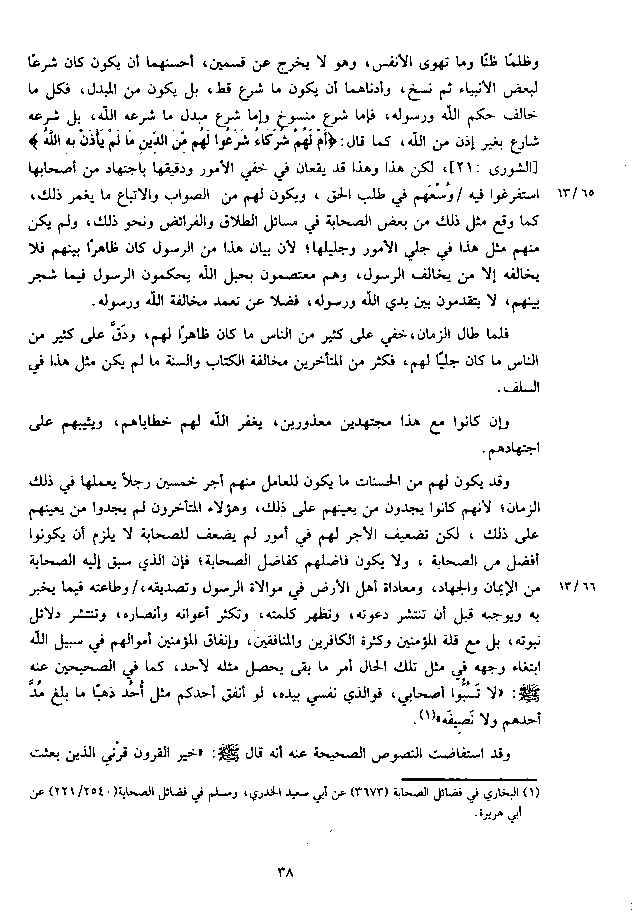 وظلمًا ظنًا وما تهوى الأنفس، وهو لا يخرج عن قسمين، أحسنهما أن يكون كان شرعًا
لبعض الأنبياء ثم نسخ، وأدناهما أن يكون ما شرع قط، بل يكون من المبدل، فكل ما
خالف حكم الله ورسوله، فإما شرع منسوخ وإما شرع مبدل ما شرعه الله، بل شرعه
شارع بغير إذن من الله، كما قال: ﴿أَمْ لَهُمْ شُرَكَاءُ شَرَعُوا لَهُم مِّنَ الدِّينِ مَا لَمْ يَأْذَنْ بِهِ اللَّهُ﴾
[الشورى :٢١]، لكن هذا وهذا قد يقعان في خفي الأمور ودقيقها باجتهاد من أصحابها
١٣/٦٥ استفرغوا فيه /وُسْعَهم في طلب الحق ، ويكون لهم من الصواب والاتباع ما يغمر ذلك،
كما وقع مثل ذلك من بعض الصحابة في مسائل الطلاق والفرائض ونحو ذلك، ولم يكن
منهم مثل هذا في جلي الأمور وجليلها؛ لأن بيان هذا من الرسول كان ظاهرًا بينهم فلا
يخالفه إلا من يخالف الرسول، وهم معتصمون بحبل الله يحكمون الرسول فيما شجر
بينهم، لا يتقدمون بين يدي الله ورسوله، فضلا عن تعمد مخالفة الله ورسوله.
فلما طال الزمان، خفي على كثير من الناس ما كان ظاهرًا لهم، ودَقَّ على كثير من
الناس ما كان جليًا لهم، فكثر من المتأخرين مخالفة الكتاب والسنة ما لم يكن مثل هذا في
السلف.
وإن كانوا مع هذا مجتهدين معذورين، يغفر الله لهم خطاياهم، ويثيبهم على
اجتهادهم.
وقد يكون لهم من الحسنات ما يكون للعامل منهم أجر خمسين رجلاً يعملها في ذلك
الزمان؛ لأنهم كانوا يجدون من يعينهم على ذلك، وهؤلاء المتأخرون لم يجدوا من يعينهم
على ذلك ، لكن تضعيف الأجر لهم في أمور لم يضعف للصحابة لا يلزم أن يكونوا
أفضل من الصحابة ، ولا يكون فاضلهم كفاضل الصحابة؛ فإن الذي سبق إليه الصحابة
١٣/٦٦ من الإيمان والجهاد، ومعاداة أهل الأرض في موالاة الرسول وتصديقه،/وطاعته فيما يخبر
به ويوجبه قبل أن تنتشر دعوته، وتظهر كلمته، وتكثر أعوانه وأنصاره، وتنتشر دلائل
نبوته، بل مع قلة المؤمنين وكثرة الكافرين والمنافقين، وإنفاق المؤمنين أموالهم في سبيل الله
ابتغاء وجهه في مثل تلك الحال أمر ما بقى يحصل مثله لأحد، كما في الصحيحين عنه
ﷺ: «لا تَسُبُّوا أصحابي، فوالذي نفسي بيده، لو أنفق أحدكم مثل أُحُد ذهبًا ما بلغ مُدَّ
أحدهم ولا نَصِيفَه»(١).
وقد استفاضت النصوص الصحيحة عنه أنه قال ﷺ: «خير القرون قرْني الذين بعثت
(١) البخاري في فضائل الصحابة (٣٦٧٣) عن أبي سعيد الخدري، ومسلم في فضائل الصحابة(٢٢١/٢٥٤٠) عن
أبي هريرة.
٣٨